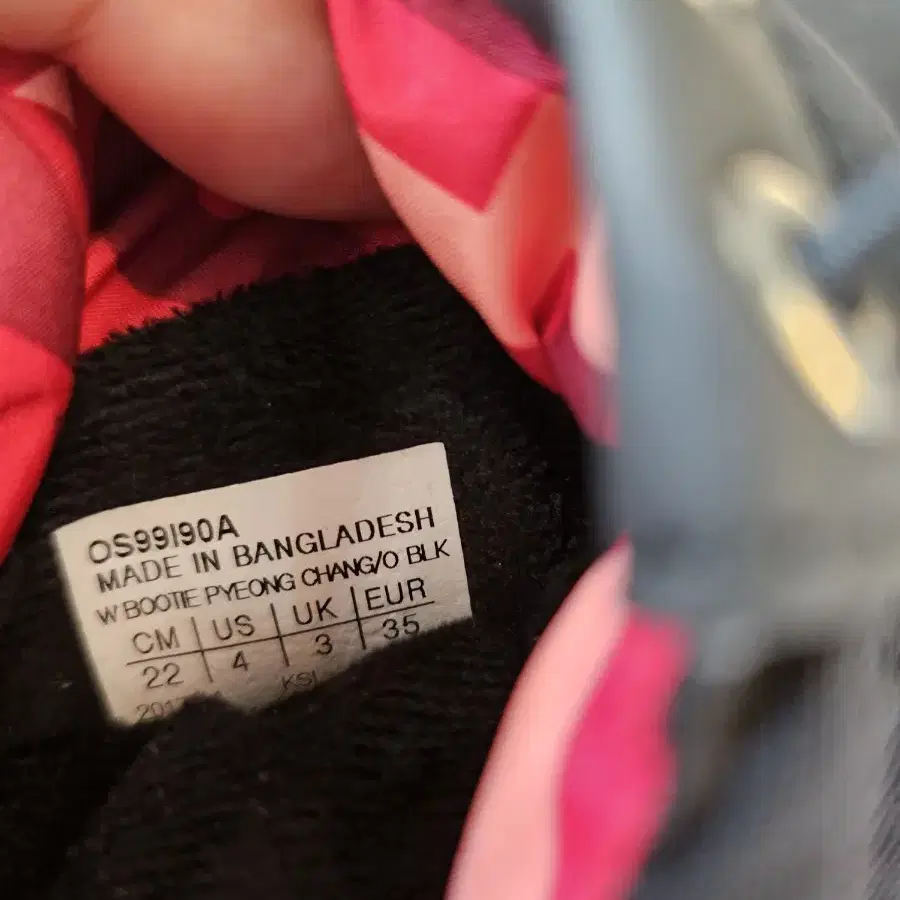 OS99I90A
MADE IN BANGLADESH
W BOOTIE PYEONG CHANG/O BLK
CM US UK EUR
22 4 3 35